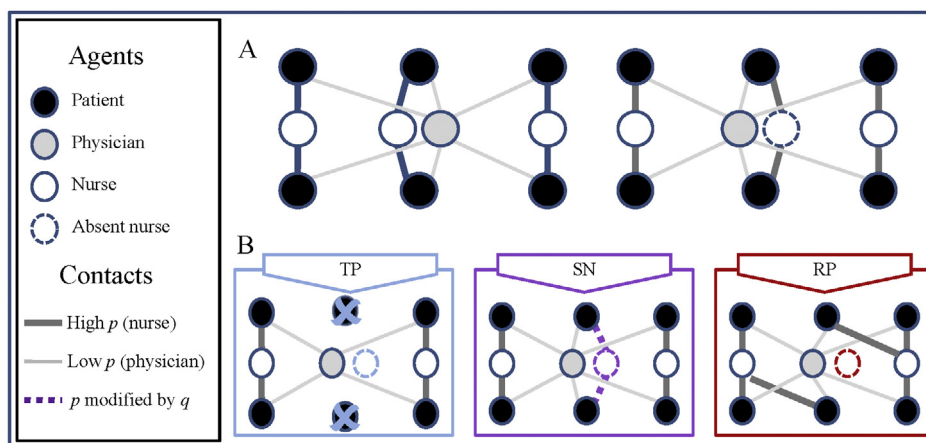 Agents
Patient
Physician
Nurse
Absent nurse
Contacts
High p (nurse)
Low p (physician)
p modified by q
A
B
TP
SN
RP